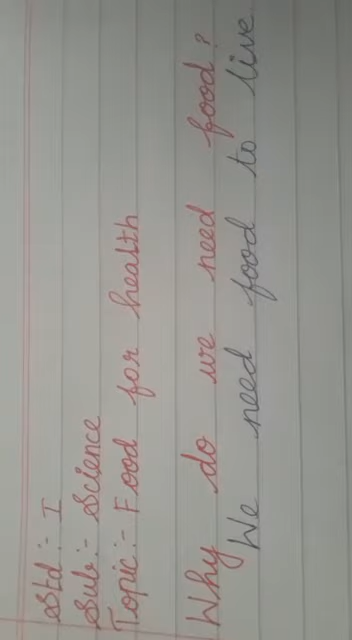 Std :- I
Sub :- Science
Topic :- Food for health
Why do we need food?
We need food to live